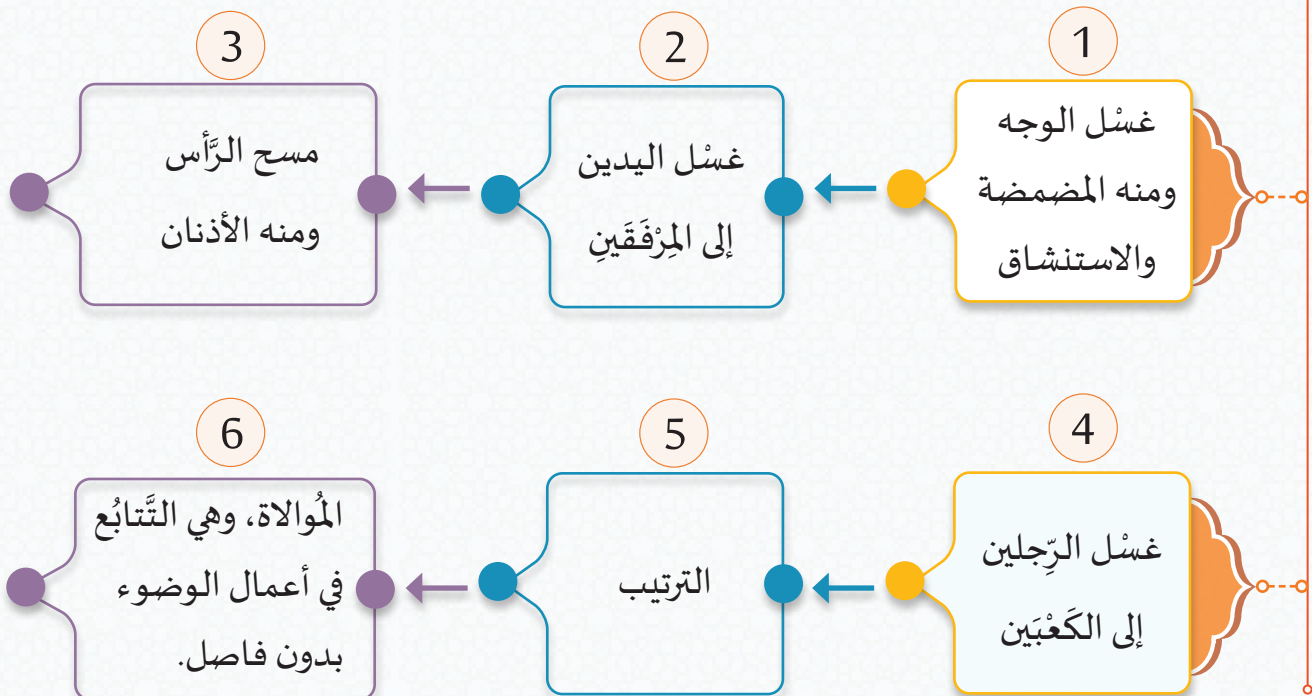 1
غسْل الوجه
ومنه المضمضة
والاستنشاق
2
غسْل اليدين
إلى المِرْفَقَينِ
3
مسح الرَّأس
ومنه الأذنان
4
غسْل الرِّجلين
إلى الكَعْبَين
5
الترتيب
6
المُوالاة، وهي التَّتابُع
في أعمال الوضوء
بدون فاصل.